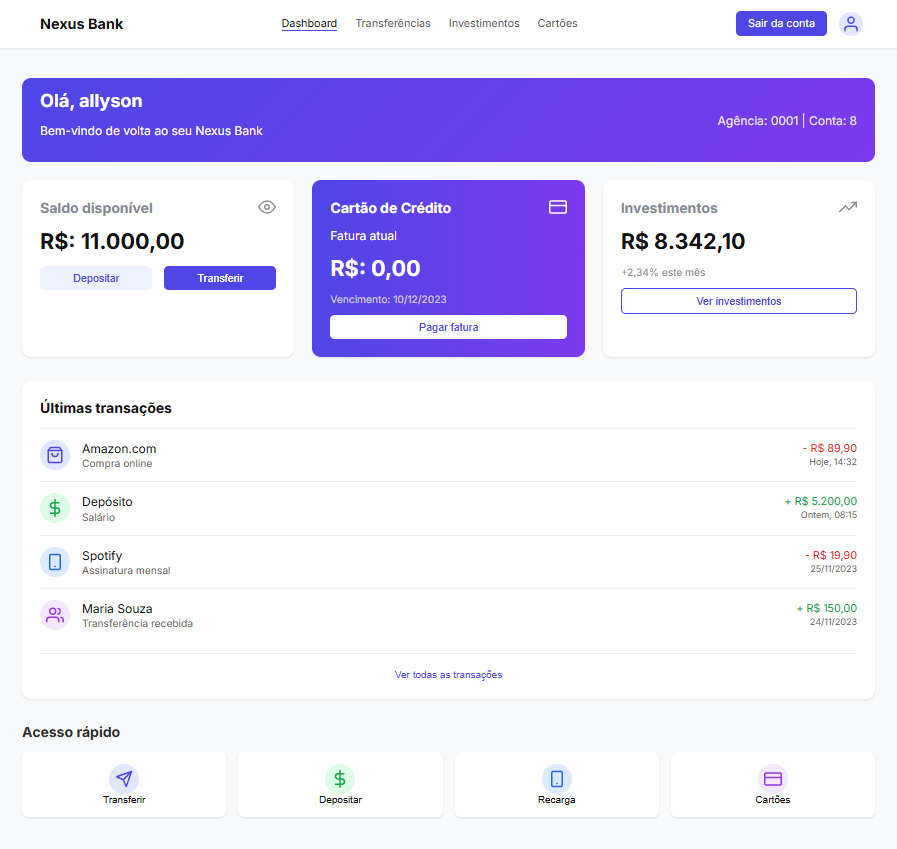 Nexus Bank
Dashboard
Transferências
Investimentos
Cartões
Sair da conta
Olá, allyson
Bem-vindo de volta ao seu Nexus Bank
Agência: 0001 | Conta: 8
Saldo disponível
R$: 11.000,00
Depositar
Transferir
Cartão de Crédito
Fatura atual
R$: 0,00
Vencimento: 10/12/2023
Pagar fatura
Investimentos
R$ 8.342,10
+2,34% este mês
Ver investimentos
Últimas transações
Amazon.com
Compra online
- R$ 89,90
Hoje, 14:32
Depósito
Salário
+ R$ 5.200,00
Ontem, 08:15
Spotify
Assinatura mensal
- R$ 19,90
25/11/2023
Maria Souza
Transferência recebida
+ R$ 150,00
24/11/2023
Ver todas as transações
Acesso rápido
Transferir
Depositar
Recarga
Cartões